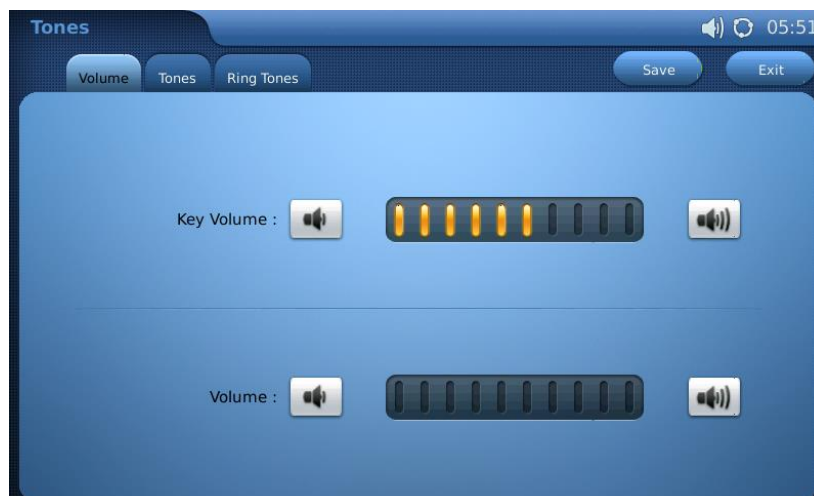 Tones
05:51
Volume
Tones
Ring Tones
Save
Exit
Key Volume :
Volume :